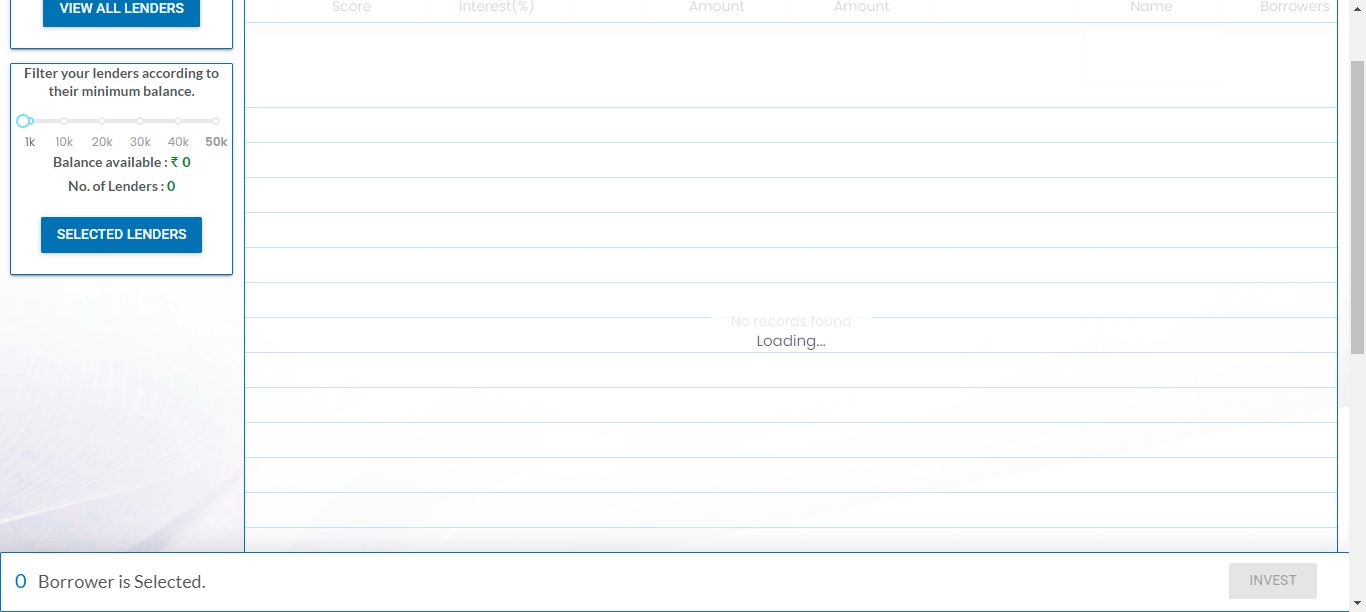 VIEW ALL LENDERS
Score Interest(%) Amount Amount Name Borrowers
Filter your lenders according to
their minimum balance.
1k 10k 20k 30k 40k 50k
Balance available : ₹ 0
No. of Lenders : 0
SELECTED LENDERS
No records found
Loading...
0 Borrower is Selected.
INVEST